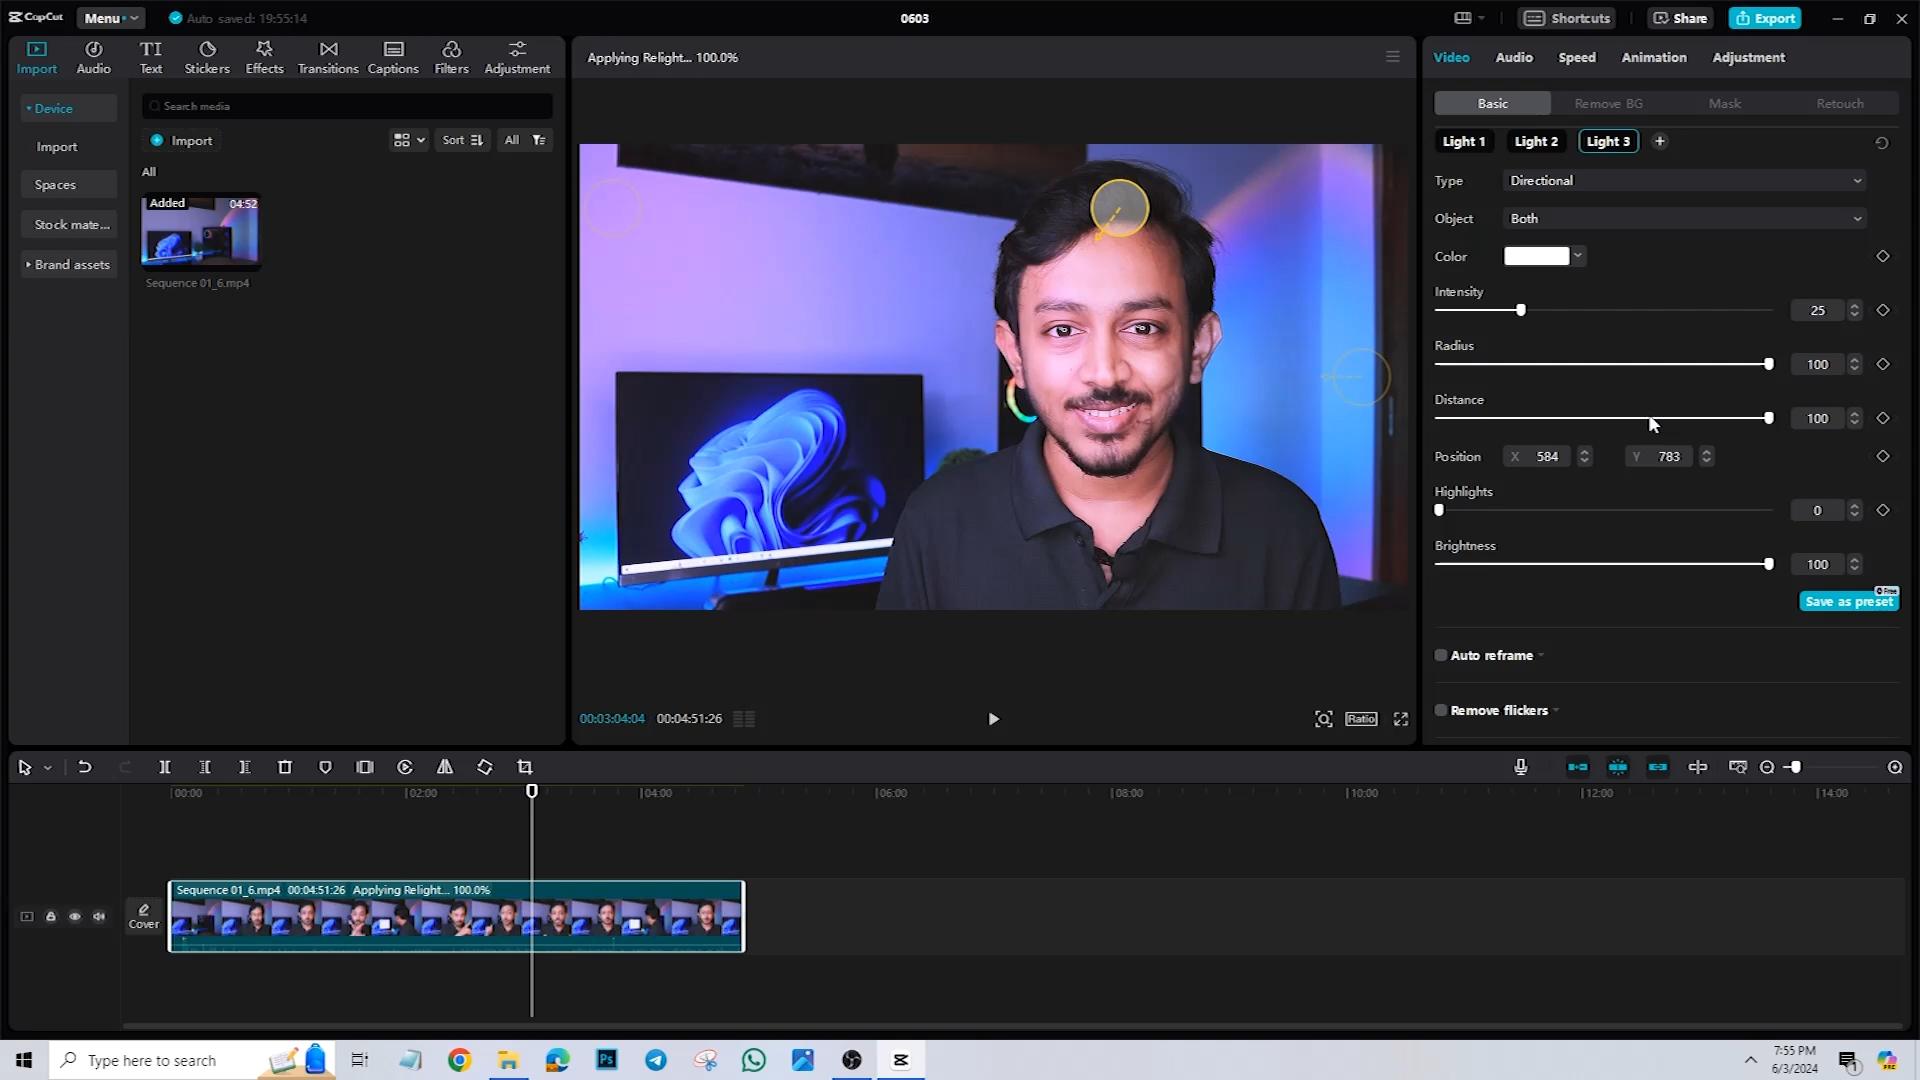 CapCut
Menu
Auto saved: 19:55:14
0603
Shortcuts
Share
Export
Import
Audio
TI
Text
Stickers
Effects
Transitions
Captions
Filters
Adjustment
Device
Import
Spaces
Stock mate...
Brand assets
Search media
Import
Sort
All
All
Added
04:52
Sequence 01_6.mp4
Applying Relight... 100.0%
00:03:04:04
00:04:51:26
Ratio
Video
Audio
Speed
Animation
Adjustment
Basic
Remove BG
Mask
Retouch
Light 1
Light 2
Light 3
Type
Directional
Object
Both
Color
Intensity
25
Radius
100
Distance
100
Position
X 584
Y 783
Highlights
0
Brightness
100
Free
Save as preset
Auto reframe
Remove flickers
00:00
02:00
04:00
06:00
08:00
10:00
12:00
14:00
Cover
Sequence 01_6.mp4 00:04:51:26 Applying Relight... 100.0%
Type here to search
Ps
7:55 PM
6/3/2024
1
PRE